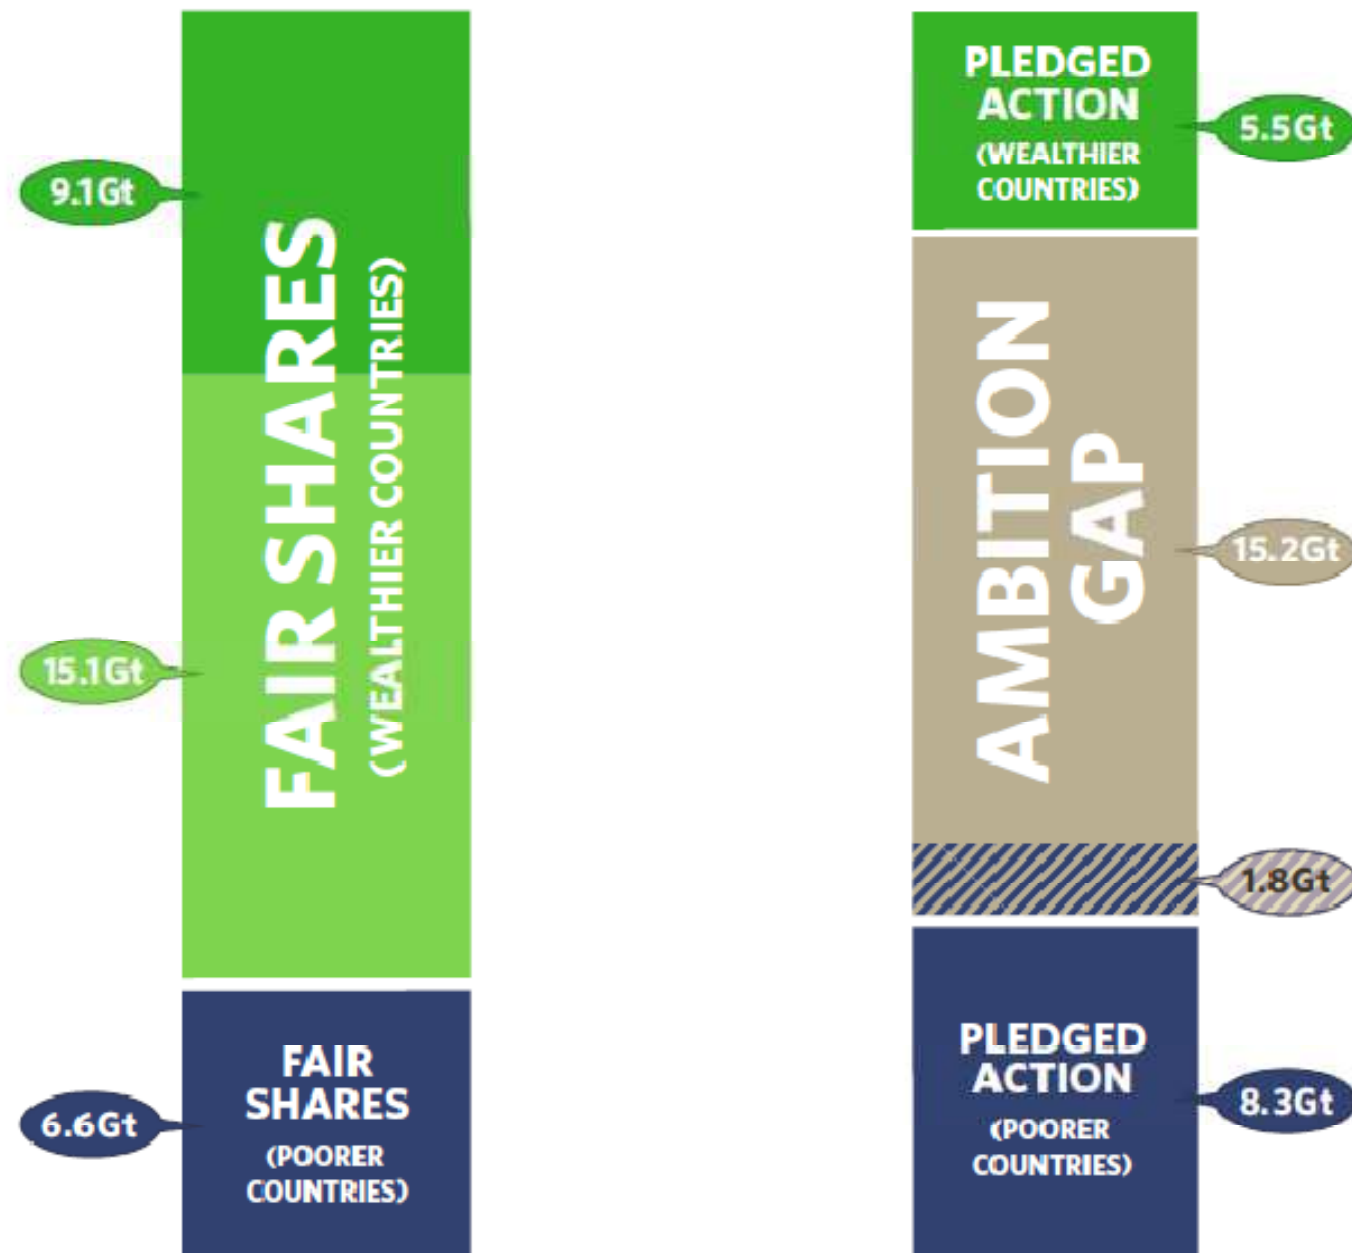 9.1Gt
FAIR SHARES
(WEALTHIER COUNTRIES)
15.1Gt
6.6Gt
FAIR
SHARES
(POORER
COUNTRIES)
PLEDGED
ACTION
(WEALTHIER
COUNTRIES)
5.5Gt
AMBITION
GAP
15.2Gt
1.8Gt
PLEDGED
ACTION
(POORER
COUNTRIES)
8.3Gt